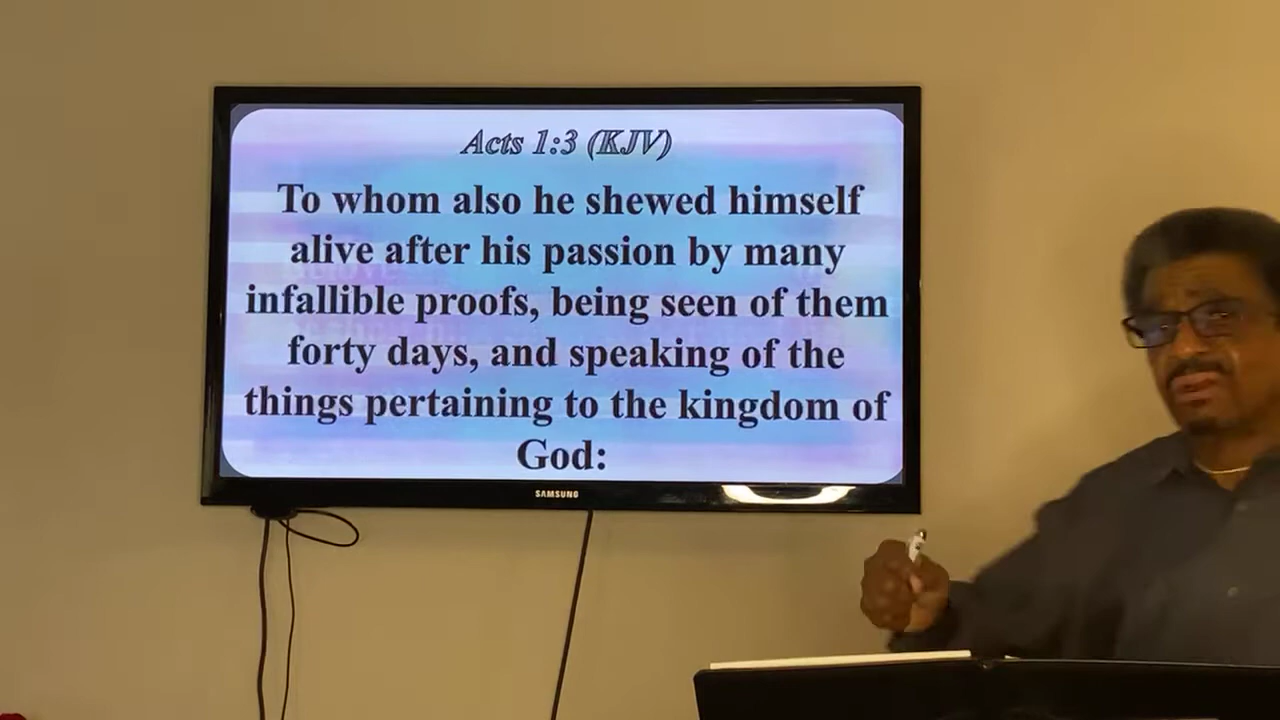 Acts 1:3 (KJV)
To whom also he shewed himself
alive after his passion by many
infallible proofs, being seen of them
forty days, and speaking of the
things pertaining to the kingdom of
God:
SAMSUNG